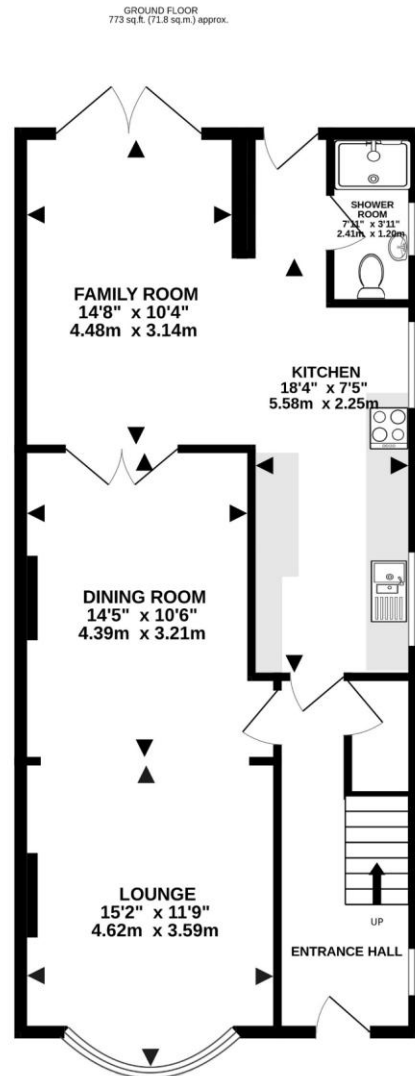 GROUND FLOOR
773 sq.ft. (71.8 sq.m.) approx.
SHOWER
ROOM
7'11" x 3'11"
2.41m x 1.20m
FAMILY ROOM
14'8" x 10'4"
4.48m x 3.14m
KITCHEN
18'4" x 7'5"
5.58m x 2.25m
DINING ROOM
14'5" x 10'6"
4.39m x 3.21m
LOUNGE
15'2" x 11'9"
4.62m x 3.59m
UP
ENTRANCE HALL